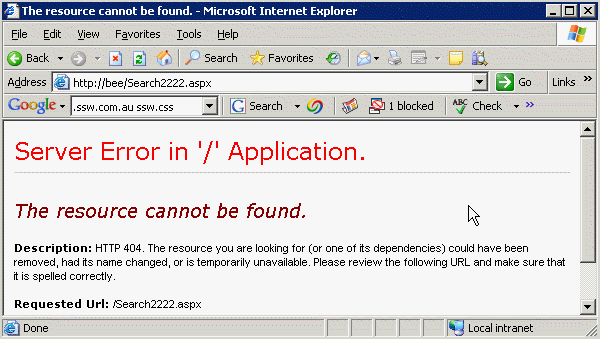 The resource cannot be found. - Microsoft Internet Explorer
File Edit View Favorites Tools Help
Back Search Favorites
Address http://bee/Search2222.aspx Go Links »
Google .ssw.com.au ssw.css G Search 1 blocked ABC Check »
Server Error in '/' Application.
The resource cannot be found.
Description: HTTP 404. The resource you are looking for (or one of its dependencies) could have been
removed, had its name changed, or is temporarily unavailable. Please review the following URL and make sure that
it is spelled correctly.
Requested Url: /Search2222.aspx
Done Local intranet